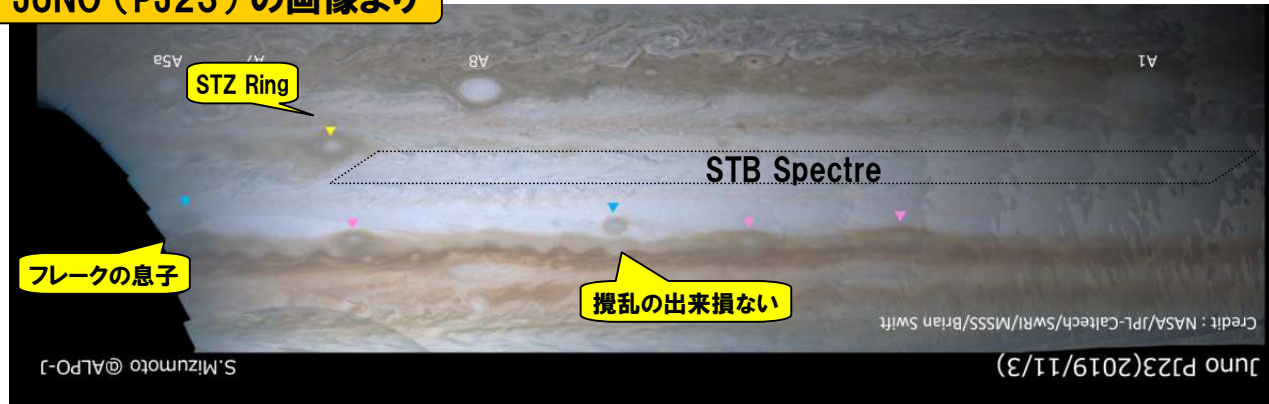 JUNO（PJ23）の画像より
A5a A7 A8 A1
STZ Ring
STB Spectre
フレークの息子
攪乱の出来損ない
Credit : NASA/JPL-Caltech/SwRI/MSSS/Brian Swift
S.Mizumoto @ALPO-J
Juno PJ23(2019/11/3)